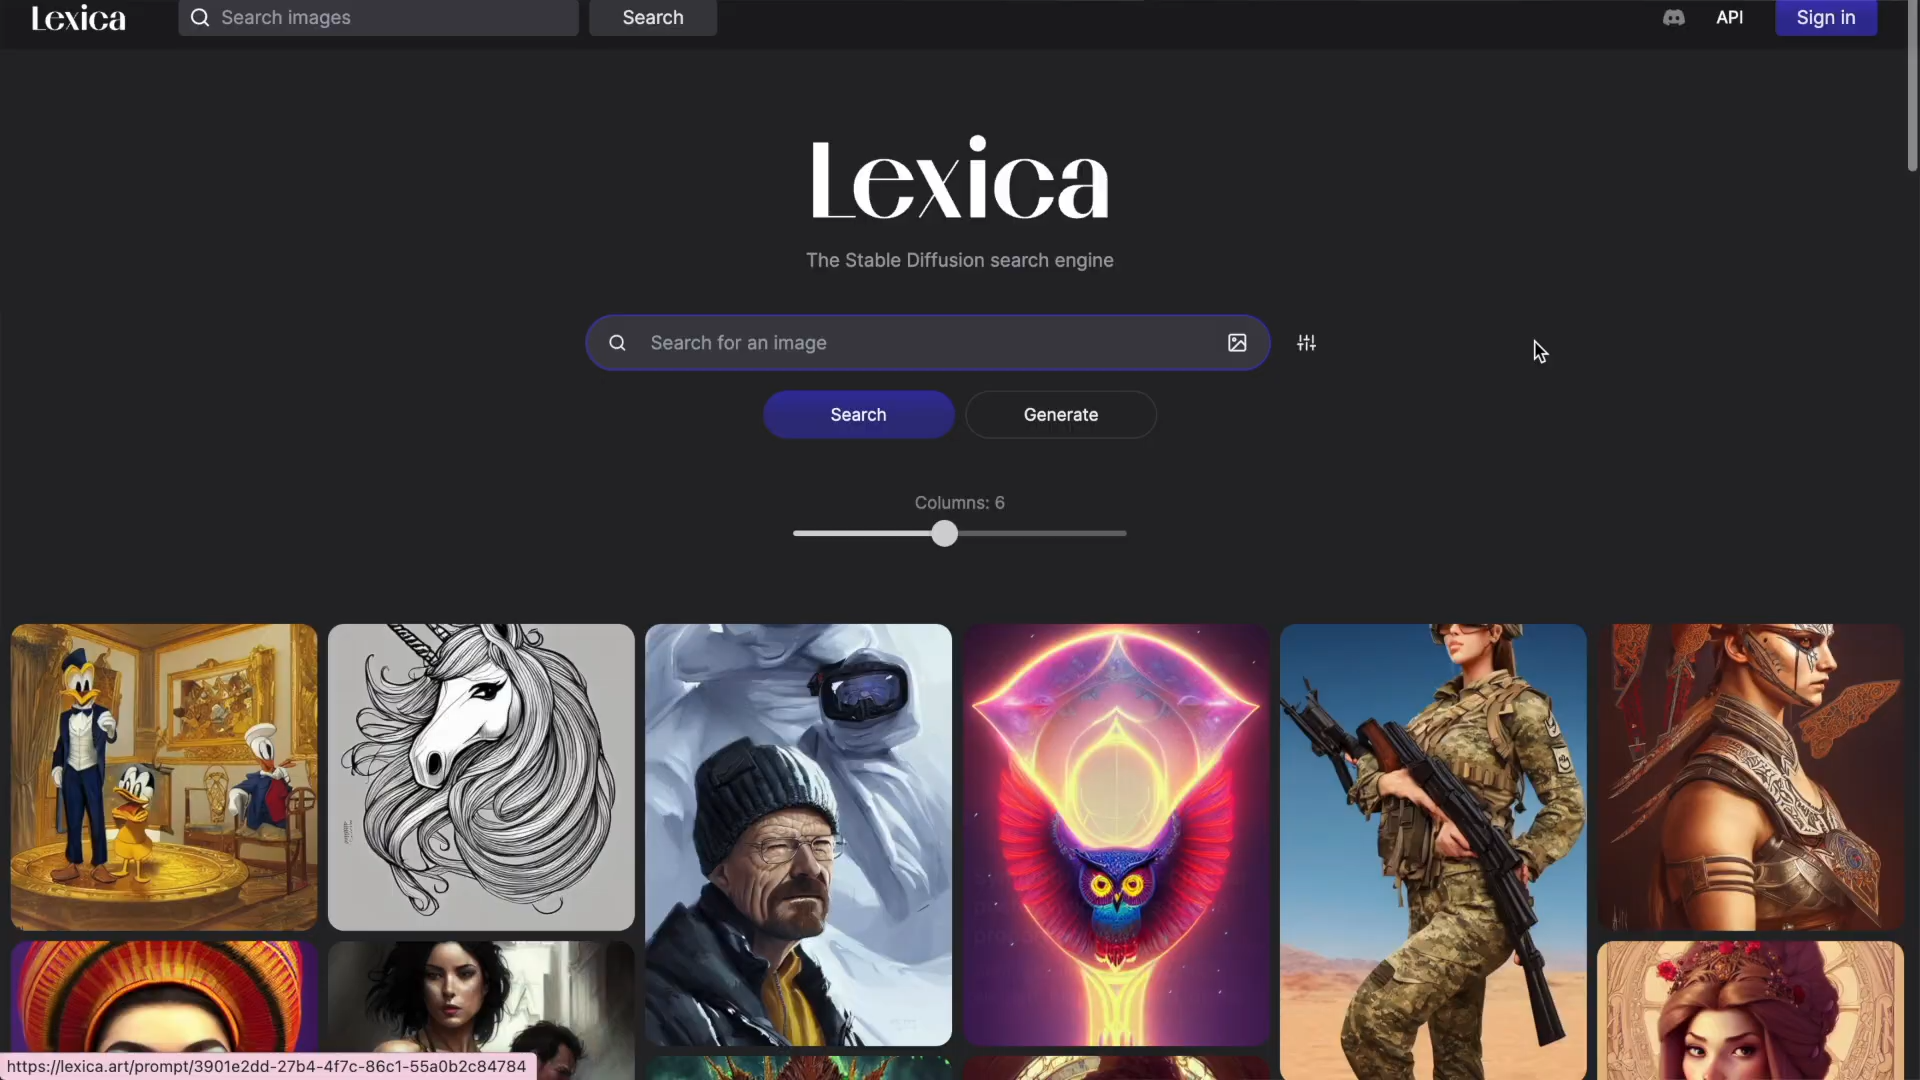 Lexica
Search images
Search
API
Sign in
Lexica
The Stable Diffusion search engine
Search for an image
Search
Generate
Columns: 6
https://lexica.art/prompt/3901e2dd-27b4-4f7c-86c1-55a0b2c84784